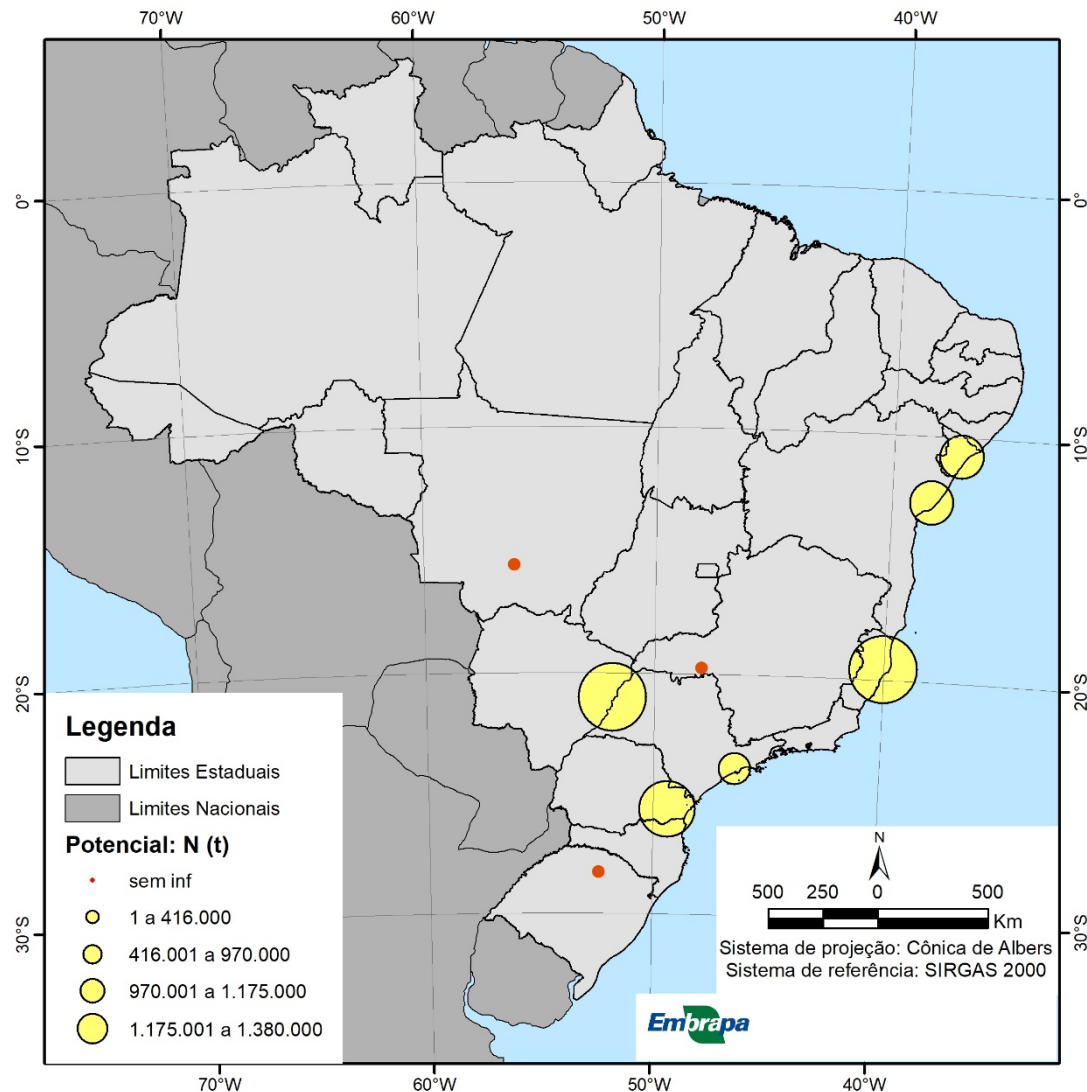 70°W 60°W 50°W 40°W
0° 0°
10°S 10°S
20°S 20°S
30°S 30°S
Legenda
Limites Estaduais
Limites Nacionais
Potencial: N (t)
sem inf
1 a 416.000
416.001 a 970.000
970.001 a 1.175.000
1.175.001 a 1.380.000
N
500 250 0 500
Km
Sistema de projeção: Cônica de Albers
Sistema de referência: SIRGAS 2000
Embrapa
70°W 60°W 50°W 40°W